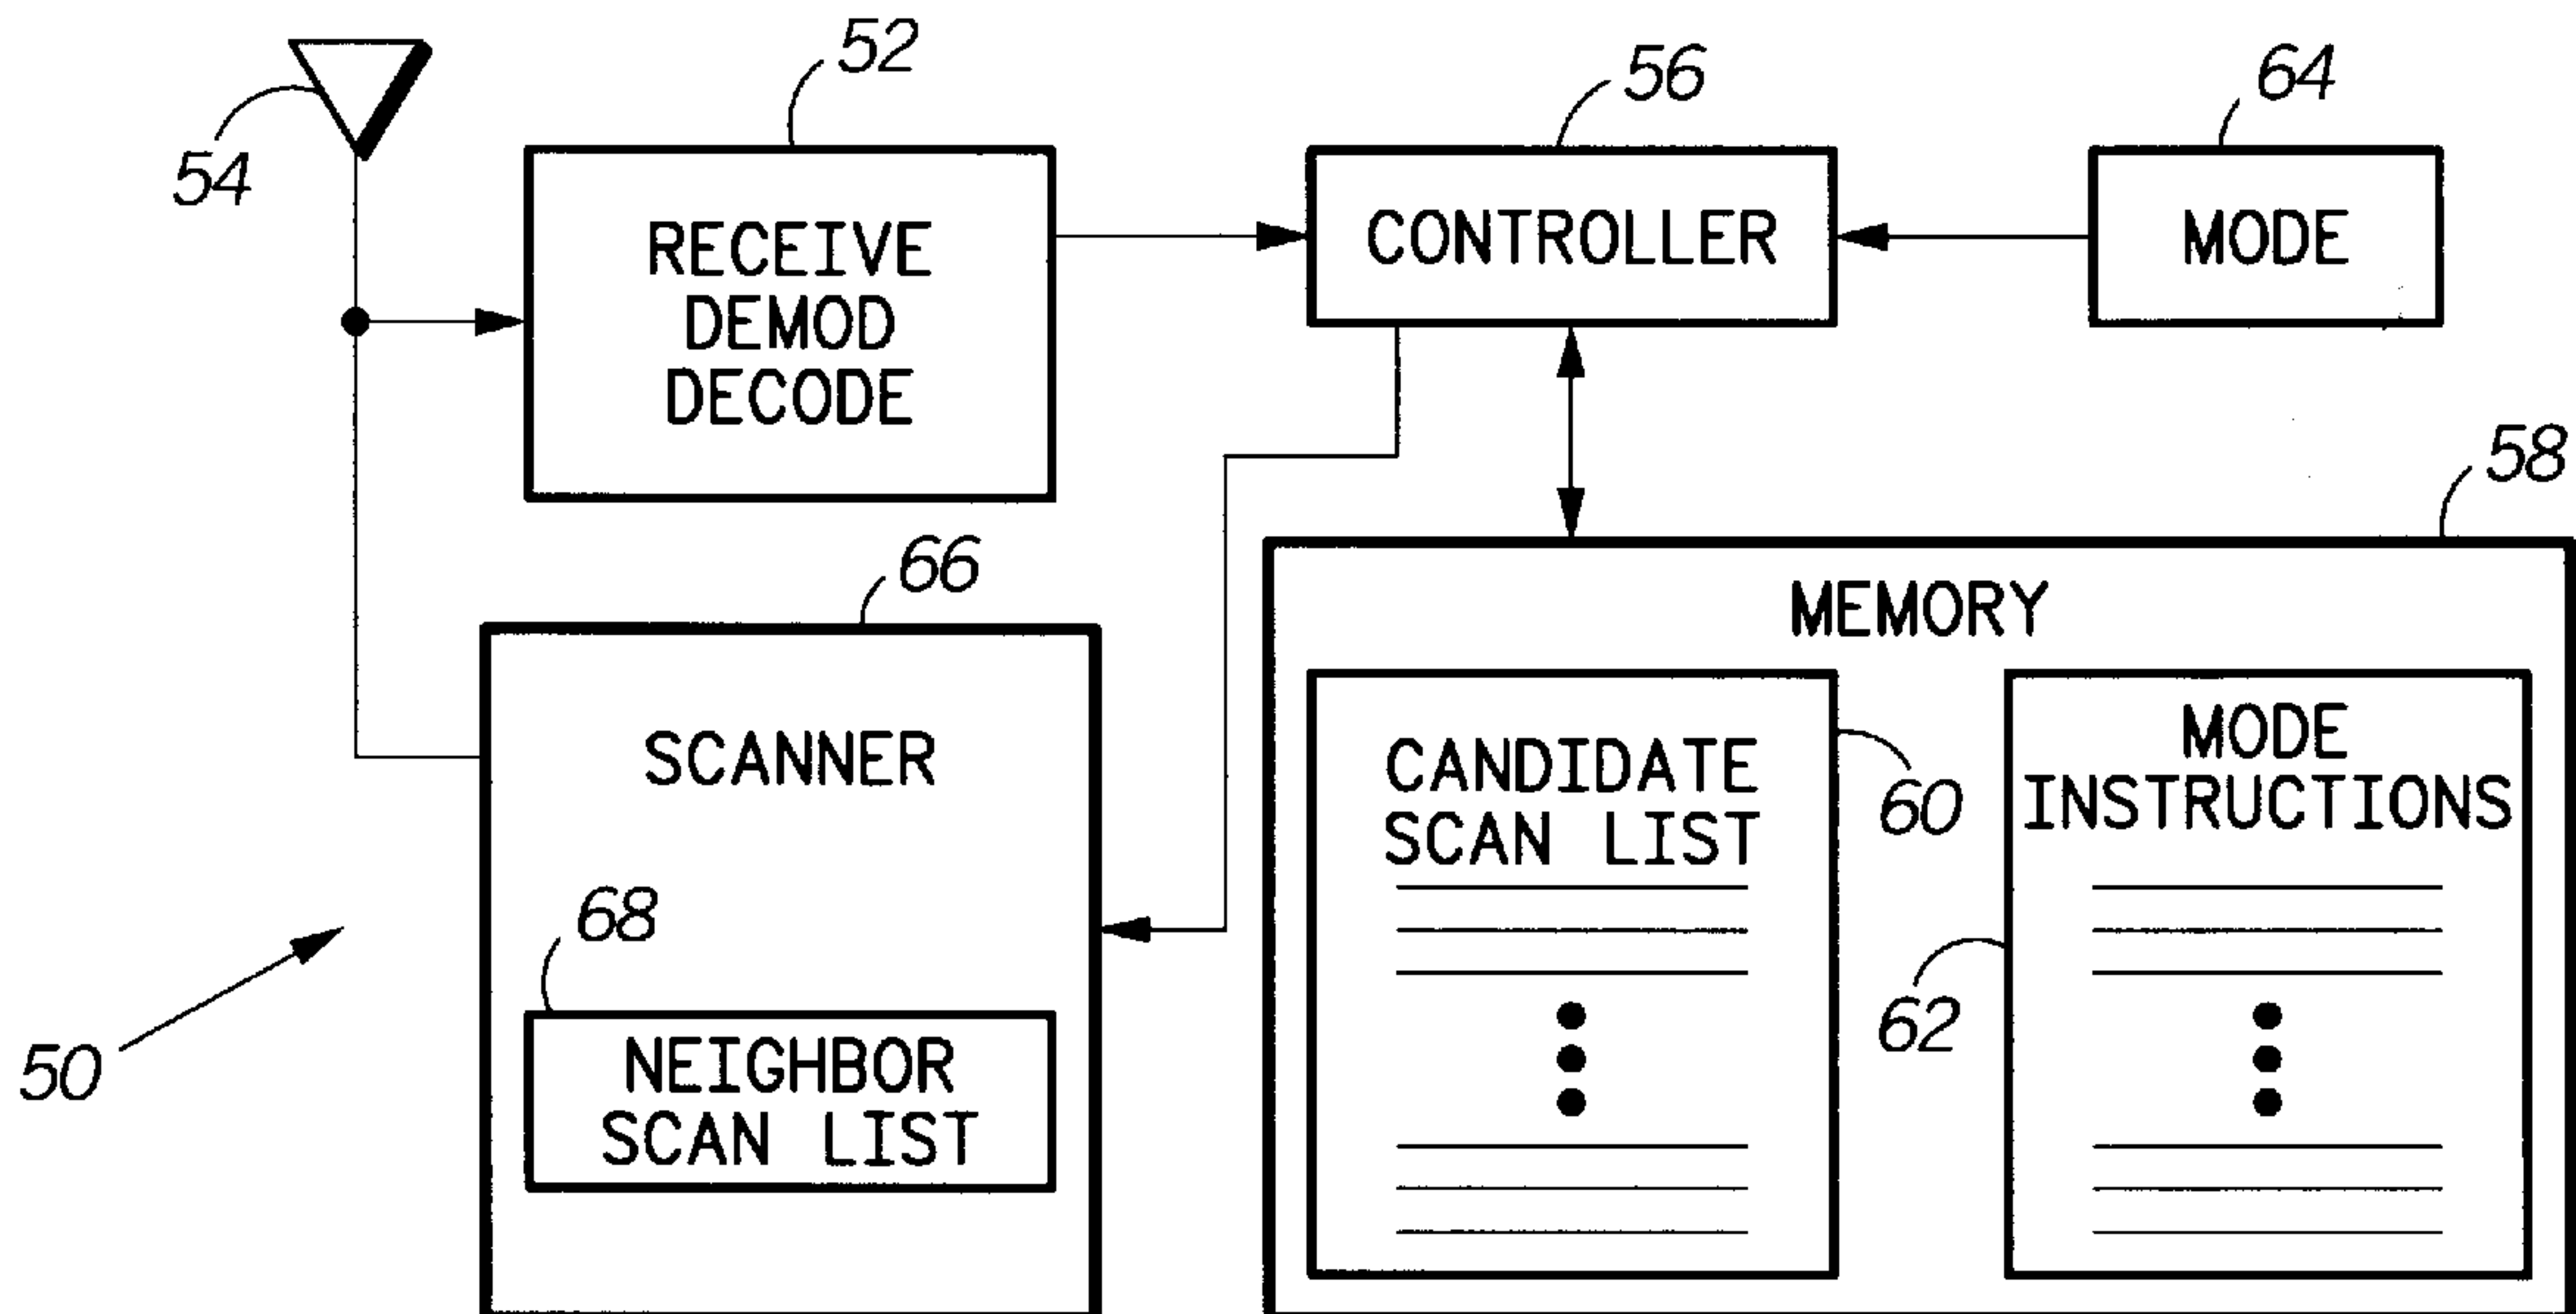 52
56
64
54
RECEIVE
DEMOD
DECODE
CONTROLLER
MODE
58
66
MEMORY
SCANNER
CANDIDATE
SCAN LIST
60
MODE
INSTRUCTIONS
68
62
NEIGHBOR
SCAN LIST
50